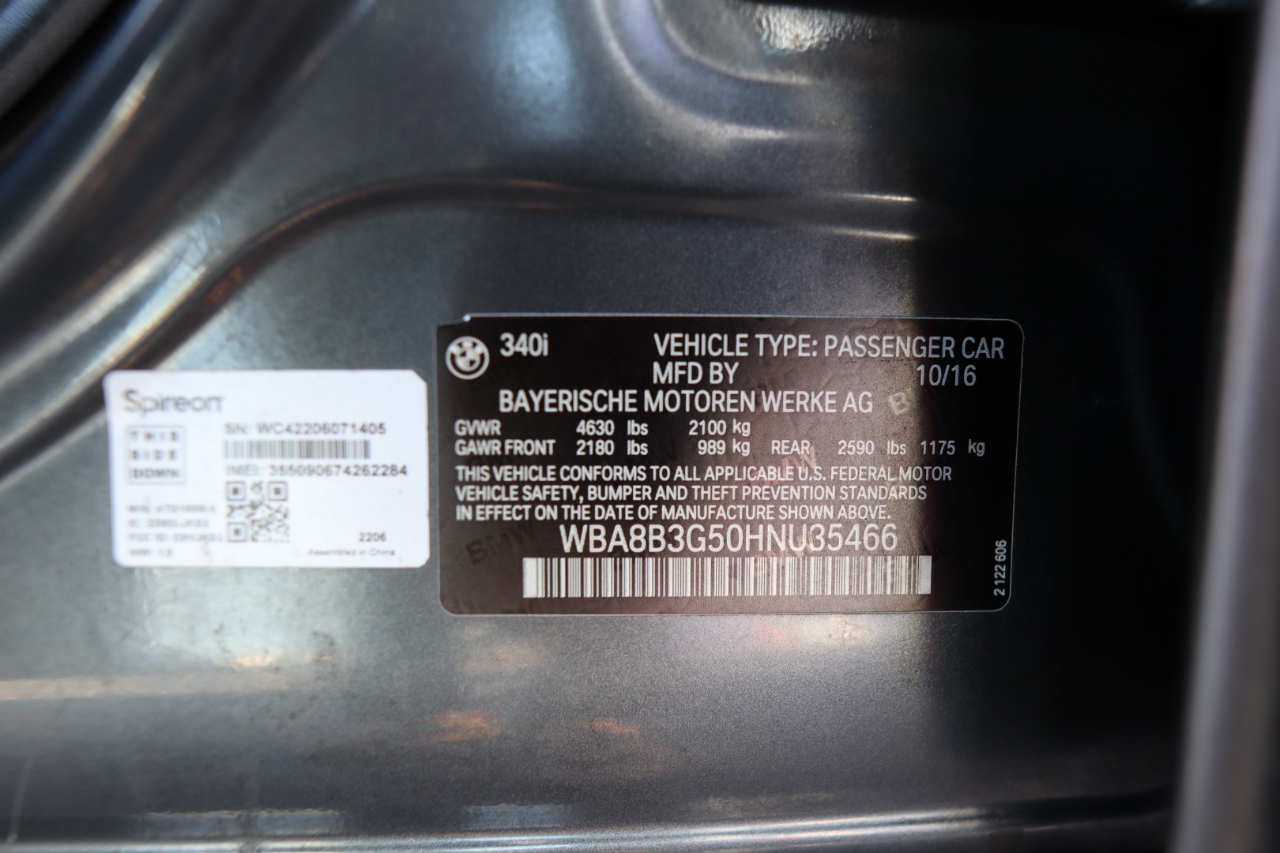 Spireon
SN: WC42206071405
THIS
SIDE
DOWN
IMEI: 355090674262284
2206
Assembled in China
340i
VEHICLE TYPE: PASSENGER CAR
MFD BY 10/16
BAYERISCHE MOTOREN WERKE AG
GVWR 4630 lbs 2100 kg
GAWR FRONT 2180 lbs 989 kg REAR 2590 lbs 1175 kg
THIS VEHICLE CONFORMS TO ALL APPLICABLE U.S. FEDERAL MOTOR
VEHICLE SAFETY, BUMPER AND THEFT PREVENTION STANDARDS
IN EFFECT ON THE DATE OF MANUFACTURE SHOWN ABOVE.
WBA8B3G50HNU35466
2 122 606